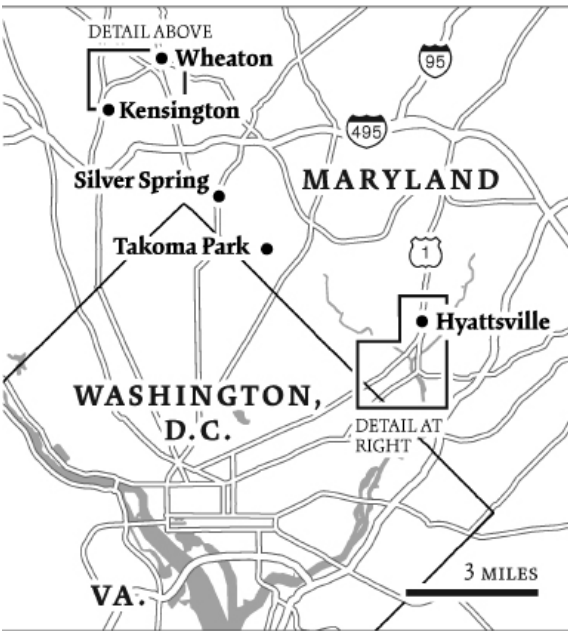 DETAIL ABOVE
Wheaton
95
Kensington
495
Silver Spring
MARYLAND
Takoma Park
1
Hyattsville
WASHINGTON,
D.C.
DETAIL AT
RIGHT
3 MILES
VA.